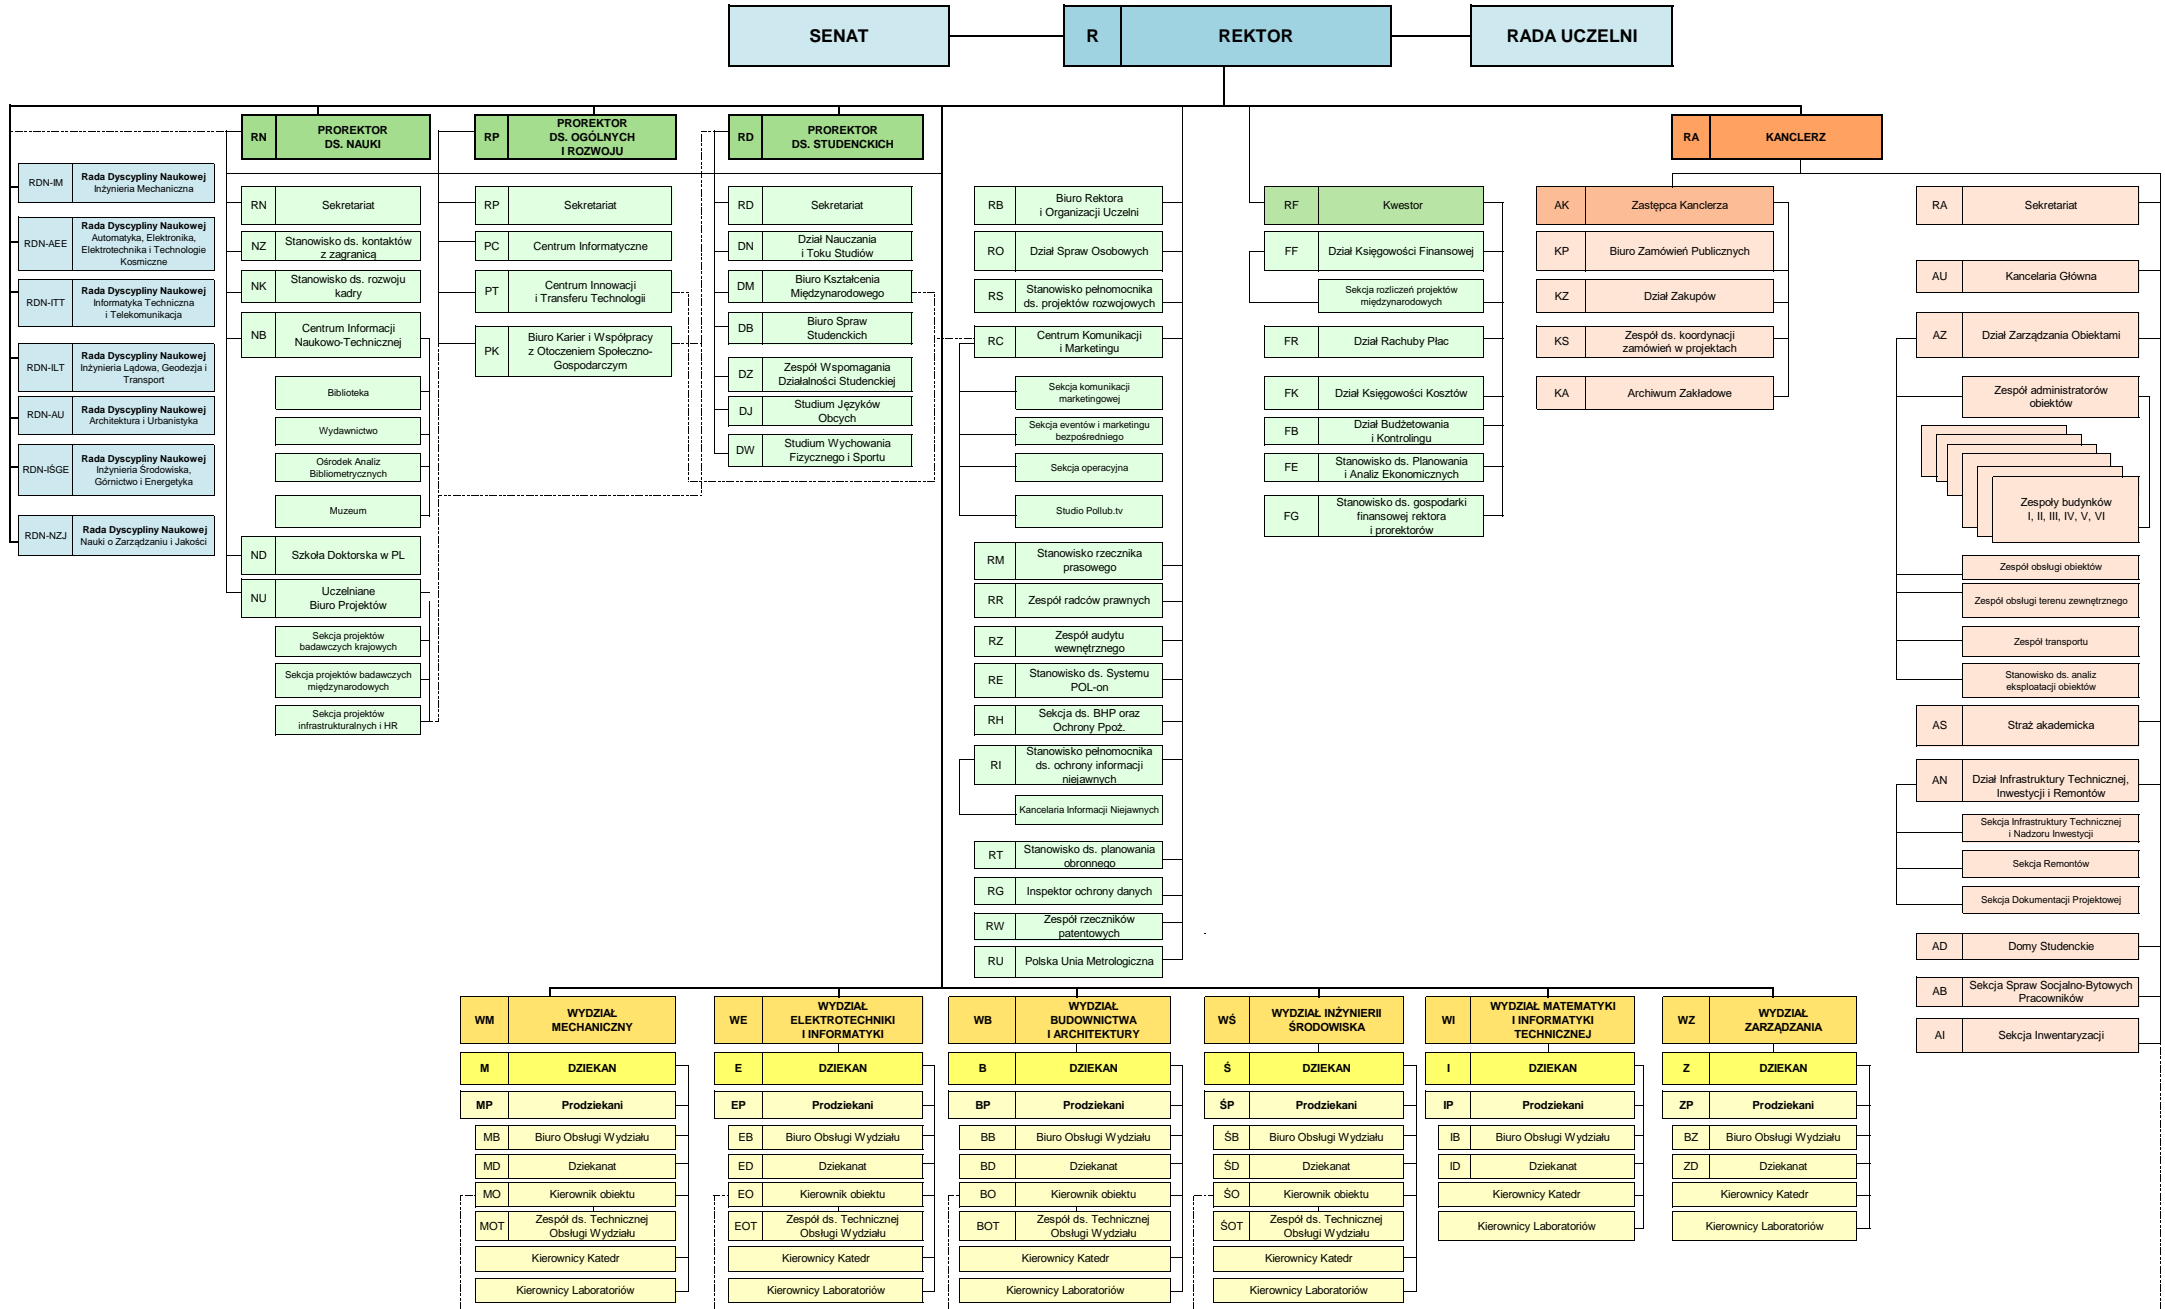 SENAT
R
REKTOR
RADA UCZELNI
RN
PROREKTOR
DS. NAUKI
RP
PROREKTOR
DS. OGÓLNYCH
I ROZWOJU
RD
PROREKTOR
DS. STUDENCKICH
RA
KANCLERZ
RDN-IM
Rada Dyscypliny Naukowej
Inżynieria Mechaniczna
RDN-AEE
Rada Dyscypliny Naukowej
Automatyka, Elektronika,
Elektrotechnika i Technologie
Kosmiczne
RDN-ITT
Rada Dyscypliny Naukowej
Informatyka Techniczna
i Telekomunikacja
RDN-ILT
Rada Dyscypliny Naukowej
Inżynieria Lądowa, Geodezja i
Transport
RDN-AU
Rada Dyscypliny Naukowej
Architektura i Urbanistyka
RDN-IŚGE
Rada Dyscypliny Naukowej
Inżynieria Środowiska,
Górnictwo i Energetyka
RDN-NZJ
Rada Dyscypliny Naukowej
Nauki o Zarządzaniu i Jakości
RN
Sekretariat
NZ
Stanowisko ds. kontaktów
z zagranicą
NK
Stanowisko ds. rozwoju
kadry
NB
Centrum Informacji
Naukowo-Technicznej
Biblioteka
Wydawnictwo
Ośrodek Analiz
Bibliometrycznych
Muzeum
ND
Szkoła Doktorska w PL
NU
Uczelniane
Biuro Projektów
Sekcja projektów
badawczych krajowych
Sekcja projektów badawczych
międzynarodowych
Sekcja projektów
infrastrukturalnych i HR
RP
Sekretariat
PC
Centrum Informatyczne
PT
Centrum Innowacji
i Transferu Technologii
PK
Biuro Karier i Współpracy
z Otoczeniem Społeczno-
Gospodarczym
RD
Sekretariat
DN
Dział Nauczania
i Toku Studiów
DM
Biuro Kształcenia
Międzynarodowego
DB
Biuro Spraw
Studenckich
DZ
Zespół Wspomagania
Działalności Studenckiej
DJ
Studium Języków
Obcych
DW
Studium Wychowania
Fizycznego i Sportu
RB
Biuro Rektora
i Organizacji Uczelni
RO
Dział Spraw Osobowych
RS
Stanowisko pełnomocnika
ds. projektów rozwojowych
RC
Centrum Komunikacji
i Marketingu
Sekcja komunikacji
marketingowej
Sekcja eventów i marketingu
bezpośredniego
Sekcja operacyjna
Studio Pollub.tv
RM
Stanowisko rzecznika
prasowego
RR
Zespół radców prawnych
RZ
Zespół audytu
wewnętrznego
RE
Stanowisko ds. Systemu
POL-on
RH
Sekcja ds. BHP oraz
Ochrony Ppoż.
RI
Stanowisko pełnomocnika
ds. ochrony informacji
niejawnych
Kancelaria Informacji Niejawnych
RT
Stanowisko ds. planowania
obronnego
RG
Inspektor ochrony danych
RW
Zespół rzeczników
patentowych
RU
Polska Unia Metrologiczna
RF
Kwestor
FF
Dział Księgowości Finansowej
Sekcja rozliczeń projektów
międzynarodowych
FR
Dział Rachuby Płac
FK
Dział Księgowości Kosztów
FB
Dział Budżetowania
i Kontrolingu
FE
Stanowisko ds. Planowania
i Analiz Ekonomicznych
FG
Stanowisko ds. gospodarki
finansowej rektora
i prorektorów
AK
Zastępca Kanclerza
KP
Biuro Zamówień Publicznych
KZ
Dział Zakupów
KS
Zespół ds. koordynacji
zamówień w projektach
KA
Archiwum Zakładowe
RA
Sekretariat
AU
Kancelaria Główna
AZ
Dział Zarządzania Obiektami
Zespół administratorów
obiektów
Zespoły budynków
I, II, III, IV, V, VI
Zespół obsługi obiektów
Zespół obsługi terenu zewnętrznego
Zespół transportu
Stanowisko ds. analiz
eksploatacji obiektów
AS
Straż akademicka
AN
Dział Infrastruktury Technicznej,
Inwestycji i Remontów
Sekcja Infrastruktury Technicznej
i Nadzoru Inwestycji
Sekcja Remontów
Sekcja Dokumentacji Projektowej
AD
Domy Studenckie
AB
Sekcja Spraw Socjalno-Bytowych
Pracowników
AI
Sekcja Inwentaryzacji
WM
WYDZIAŁ
MECHANICZNY
M
DZIEKAN
MP
Prodziekani
MB
Biuro Obsługi Wydziału
MD
Dziekanat
MO
Kierownik obiektu
MOT
Zespół ds. Technicznej
Obsługi Wydziału
Kierownicy Katedr
Kierownicy Laboratoriów
WE
WYDZIAŁ
ELEKTROTECHNIKI
I INFORMATYKI
E
DZIEKAN
EP
Prodziekani
EB
Biuro Obsługi Wydziału
ED
Dziekanat
EO
Kierownik obiektu
EOT
Zespół ds. Technicznej
Obsługi Wydziału
Kierownicy Katedr
Kierownicy Laboratoriów
WB
WYDZIAŁ
BUDOWNICTWA
I ARCHITEKTURY
B
DZIEKAN
BP
Prodziekani
BB
Biuro Obsługi Wydziału
BD
Dziekanat
BO
Kierownik obiektu
BOT
Zespół ds. Technicznej
Obsługi Wydziału
Kierownicy Katedr
Kierownicy Laboratoriów
WŚ
WYDZIAŁ INŻYNIERII
ŚRODOWISKA
Ś
DZIEKAN
ŚP
Prodziekani
ŚB
Biuro Obsługi Wydziału
ŚD
Dziekanat
ŚO
Kierownik obiektu
ŚOT
Zespół ds. Technicznej
Obsługi Wydziału
Kierownicy Katedr
Kierownicy Laboratoriów
WI
WYDZIAŁ MATEMATYKI
I INFORMATYKI
TECHNICZNEJ
I
DZIEKAN
IP
Prodziekani
IB
Biuro Obsługi Wydziału
ID
Dziekanat
Kierownicy Katedr
Kierownicy Laboratoriów
WZ
WYDZIAŁ
ZARZĄDZANIA
Z
DZIEKAN
ZP
Prodziekani
BZ
Biuro Obsługi Wydziału
ZD
Dziekanat
Kierownicy Katedr
Kierownicy Laboratoriów